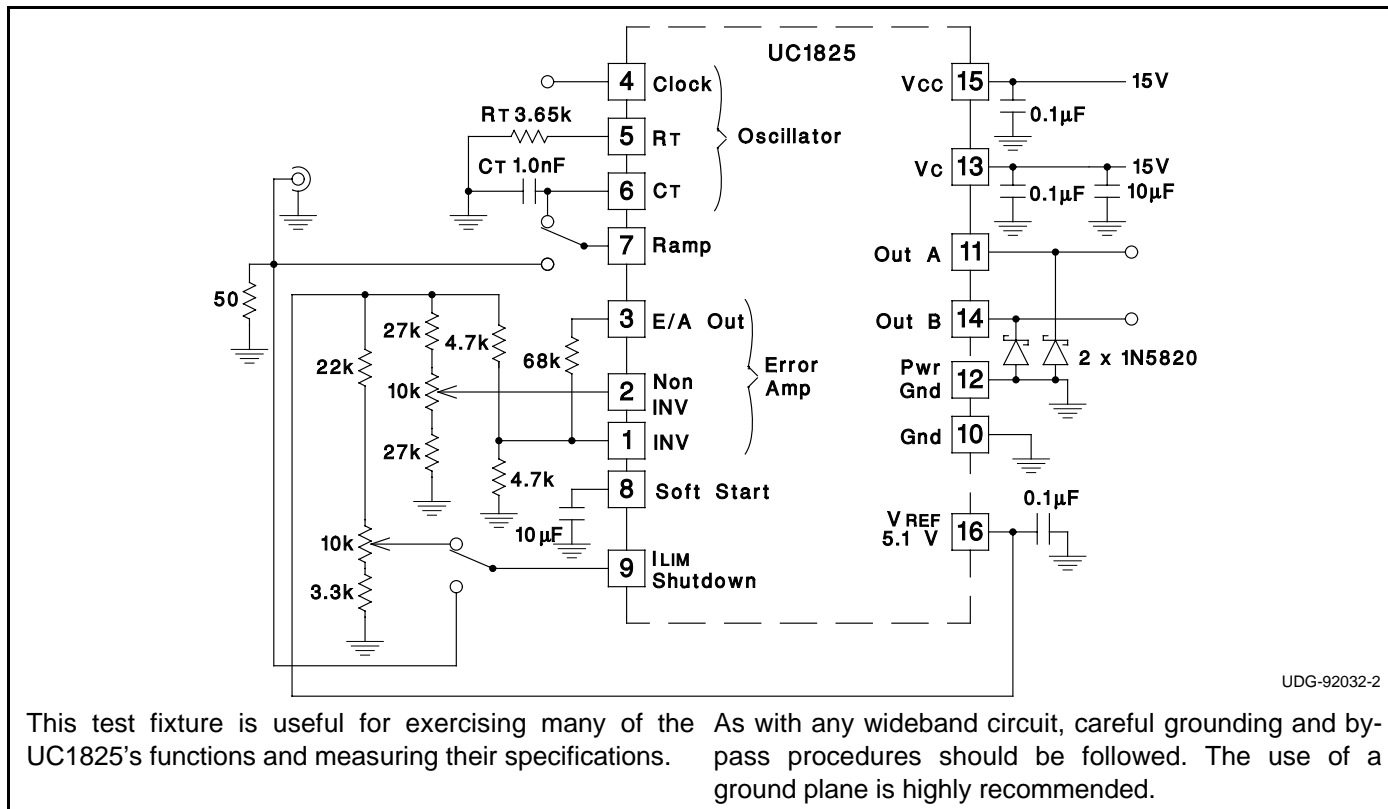 UC1825
4 Clock
RT 3.65k
5 RT
Oscillator
CT 1.0nF
6 CT
7 Ramp
50
27k
4.7k
3 E/A Out
22k
68k
Error
Amp
10k
2 Non
INV
1 INV
27k
4.7k
8 Soft Start
10µF
10k
9 ILIM
Shutdown
3.3k
Vcc 15 15V
0.1µF
Vc 13 15V
0.1µF 10µF
Out A 11
Out B 14
2 x 1N5820
Pwr
Gnd 12
Gnd 10
0.1µF
VREF
5.1 V 16
UDG-92032-2
This test fixture is useful for exercising many of the
UC1825's functions and measuring their specifications.
As with any wideband circuit, careful grounding and by-
pass procedures should be followed. The use of a
ground plane is highly recommended.